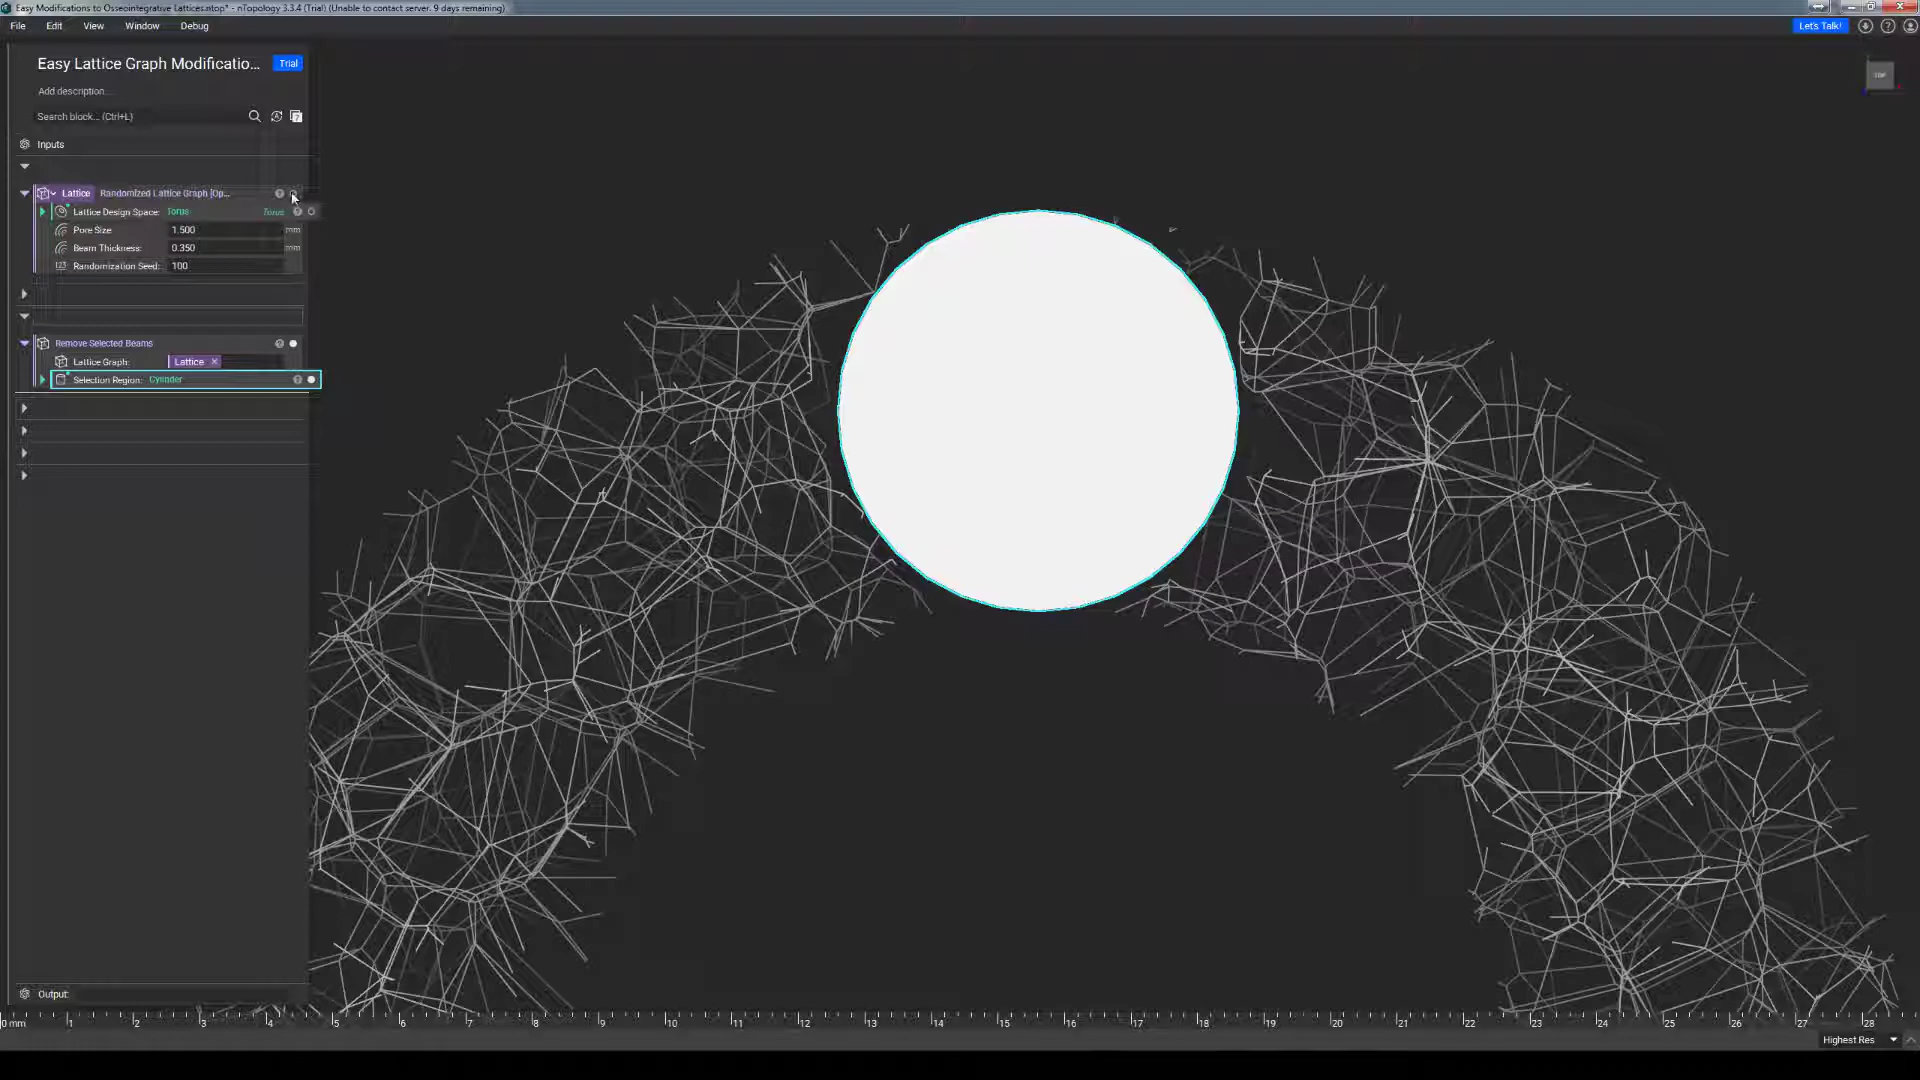 Easy Modifications to Osseointegrative Lattices.ntop* - nTopology 3.3.4 (Trial) (Unable to contact server. 9 days remaining)
File Edit View Window Debug
Let's Talk!
Easy Lattice Graph Modificatio... Trial
Add description...
TOP
Search block... (Ctrl+L)
Inputs
Lattice Randomized Lattice Graph [Op...
Lattice Design Space: Torus Torus
Pore Size 1.500 mm
Beam Thickness: 0.350 mm
Randomization Seed: 100
Remove Selected Beams
Lattice Graph: Lattice ×
Selection Region: Cylinder
Output:
0 mm 1 2 3 4 5 6 7 8 9 10 11 12 13 14 15 16 17 18 19 20 21 22 23 24 25 26 27 28
Highest Res